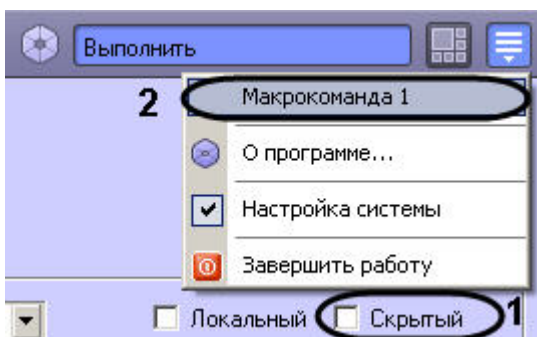 Выполнить
2
Макрокоманда 1
О программе...
Настройка системы
Завершить работу
Локальный
Скрытый
1